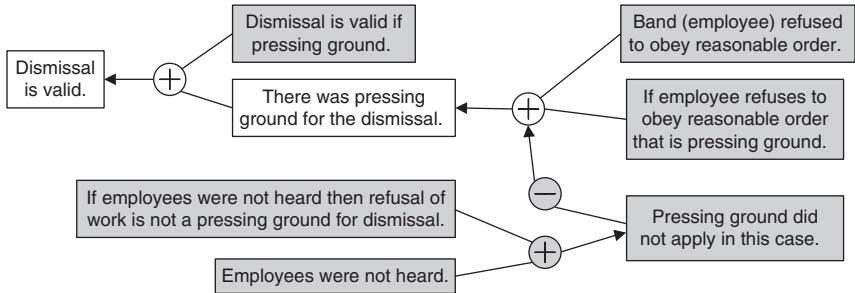 Dismissal is valid if
pressing ground.
Band (employee) refused
to obey reasonable order.
Dismissal
is valid.
+
There was pressing
ground for the dismissal.
+
If employee refuses to
obey reasonable order
that is pressing ground.
If employees were not heard then refusal of
work is not a pressing ground for dismissal.
−
Pressing ground did
not apply in this case.
+
Employees were not heard.